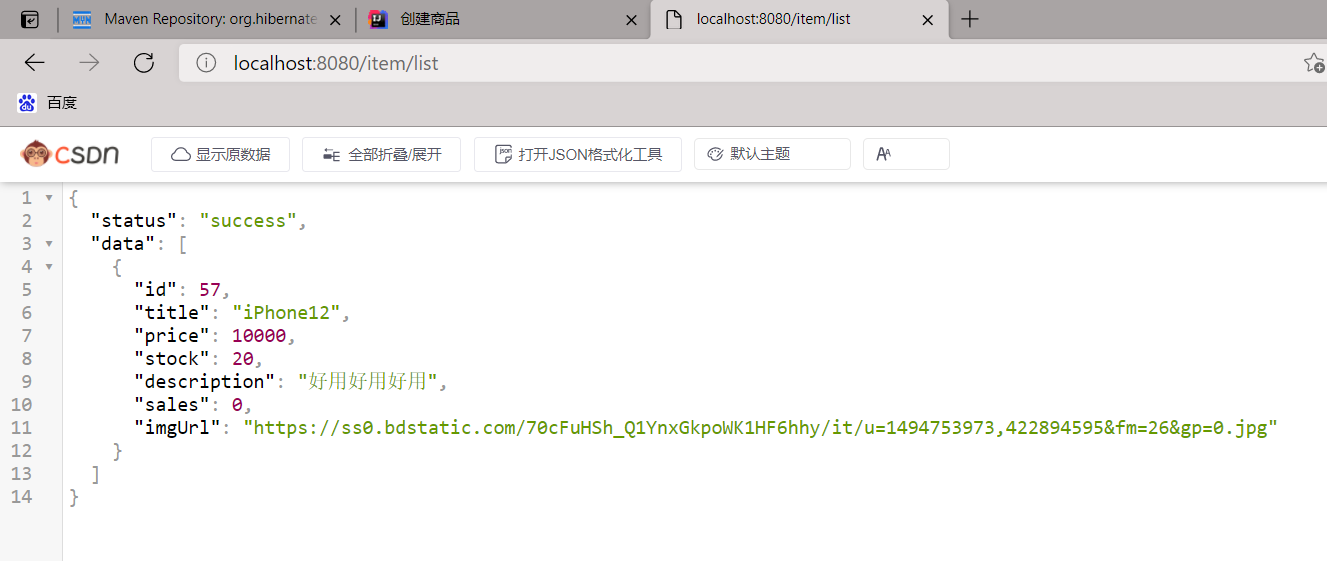 Maven Repository: org.hibernate
创建商品
localhost:8080/item/list
localhost:8080/item/list
百度
CSDN 显示原数据 全部折叠/展开 打开JSON格式化工具 默认主题
1 {
2 "status": "success",
3 "data": [
4 {
5 "id": 57,
6 "title": "iPhone12",
7 "price": 10000,
8 "stock": 20,
9 "description": "好用好用好用",
10 "sales": 0,
11 "imgUrl": "https://ss0.bdstatic.com/70cFuHSh_Q1YnxGkpoWK1HF6hhy/it/u=1494753973,422894595&fm=26&gp=0.jpg"
12 }
13 ]
14 }